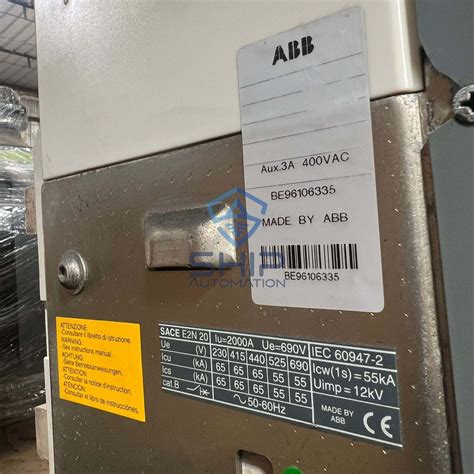 ABB
Aux.3A 400VAC
BE96106335
MADE BY ABB
BE96106335
SHIP
AUTOMATION
ATTENZIONE
-Consultare il libretto di istruzione.
WARNING
-See instructions manual.
ACHTUNG
-Gehe Betriebsanweisungen.
ATTENTION
-Consulter la notice d'instruction.
CUIDADO
-Consultar el libro de instrucciones.
SACE E2N 20 Iu=2000A Ue=690V IEC 60947-2
Ue (V) 230 415 440 525 690 Icw(1s)=55kA
Icu (kA) 65 65 65 55 55 Uimp = 12kV
Ics (kA) 65 65 65 55 55
cat.B 50-60Hz MADE BY ABB CE